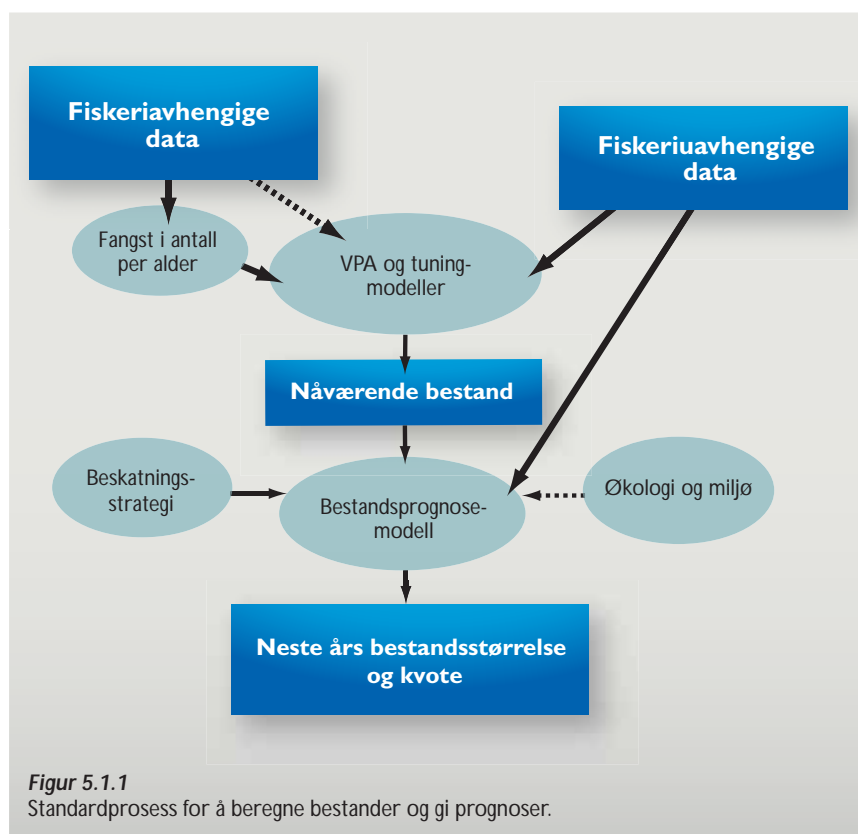 Fiskeriavhengige
data
Fiskeriuavhengige
data
Fangst i antall
per alder
VPA og tuning-
modeller
Nåværende bestand
Beskatnings-
strategi
Bestandsprognose-
modell
Økologi og miljø
Neste års bestandsstørrelse
og kvote
Figur 5.1.1
Standardprosess for å beregne bestander og gi prognoser.